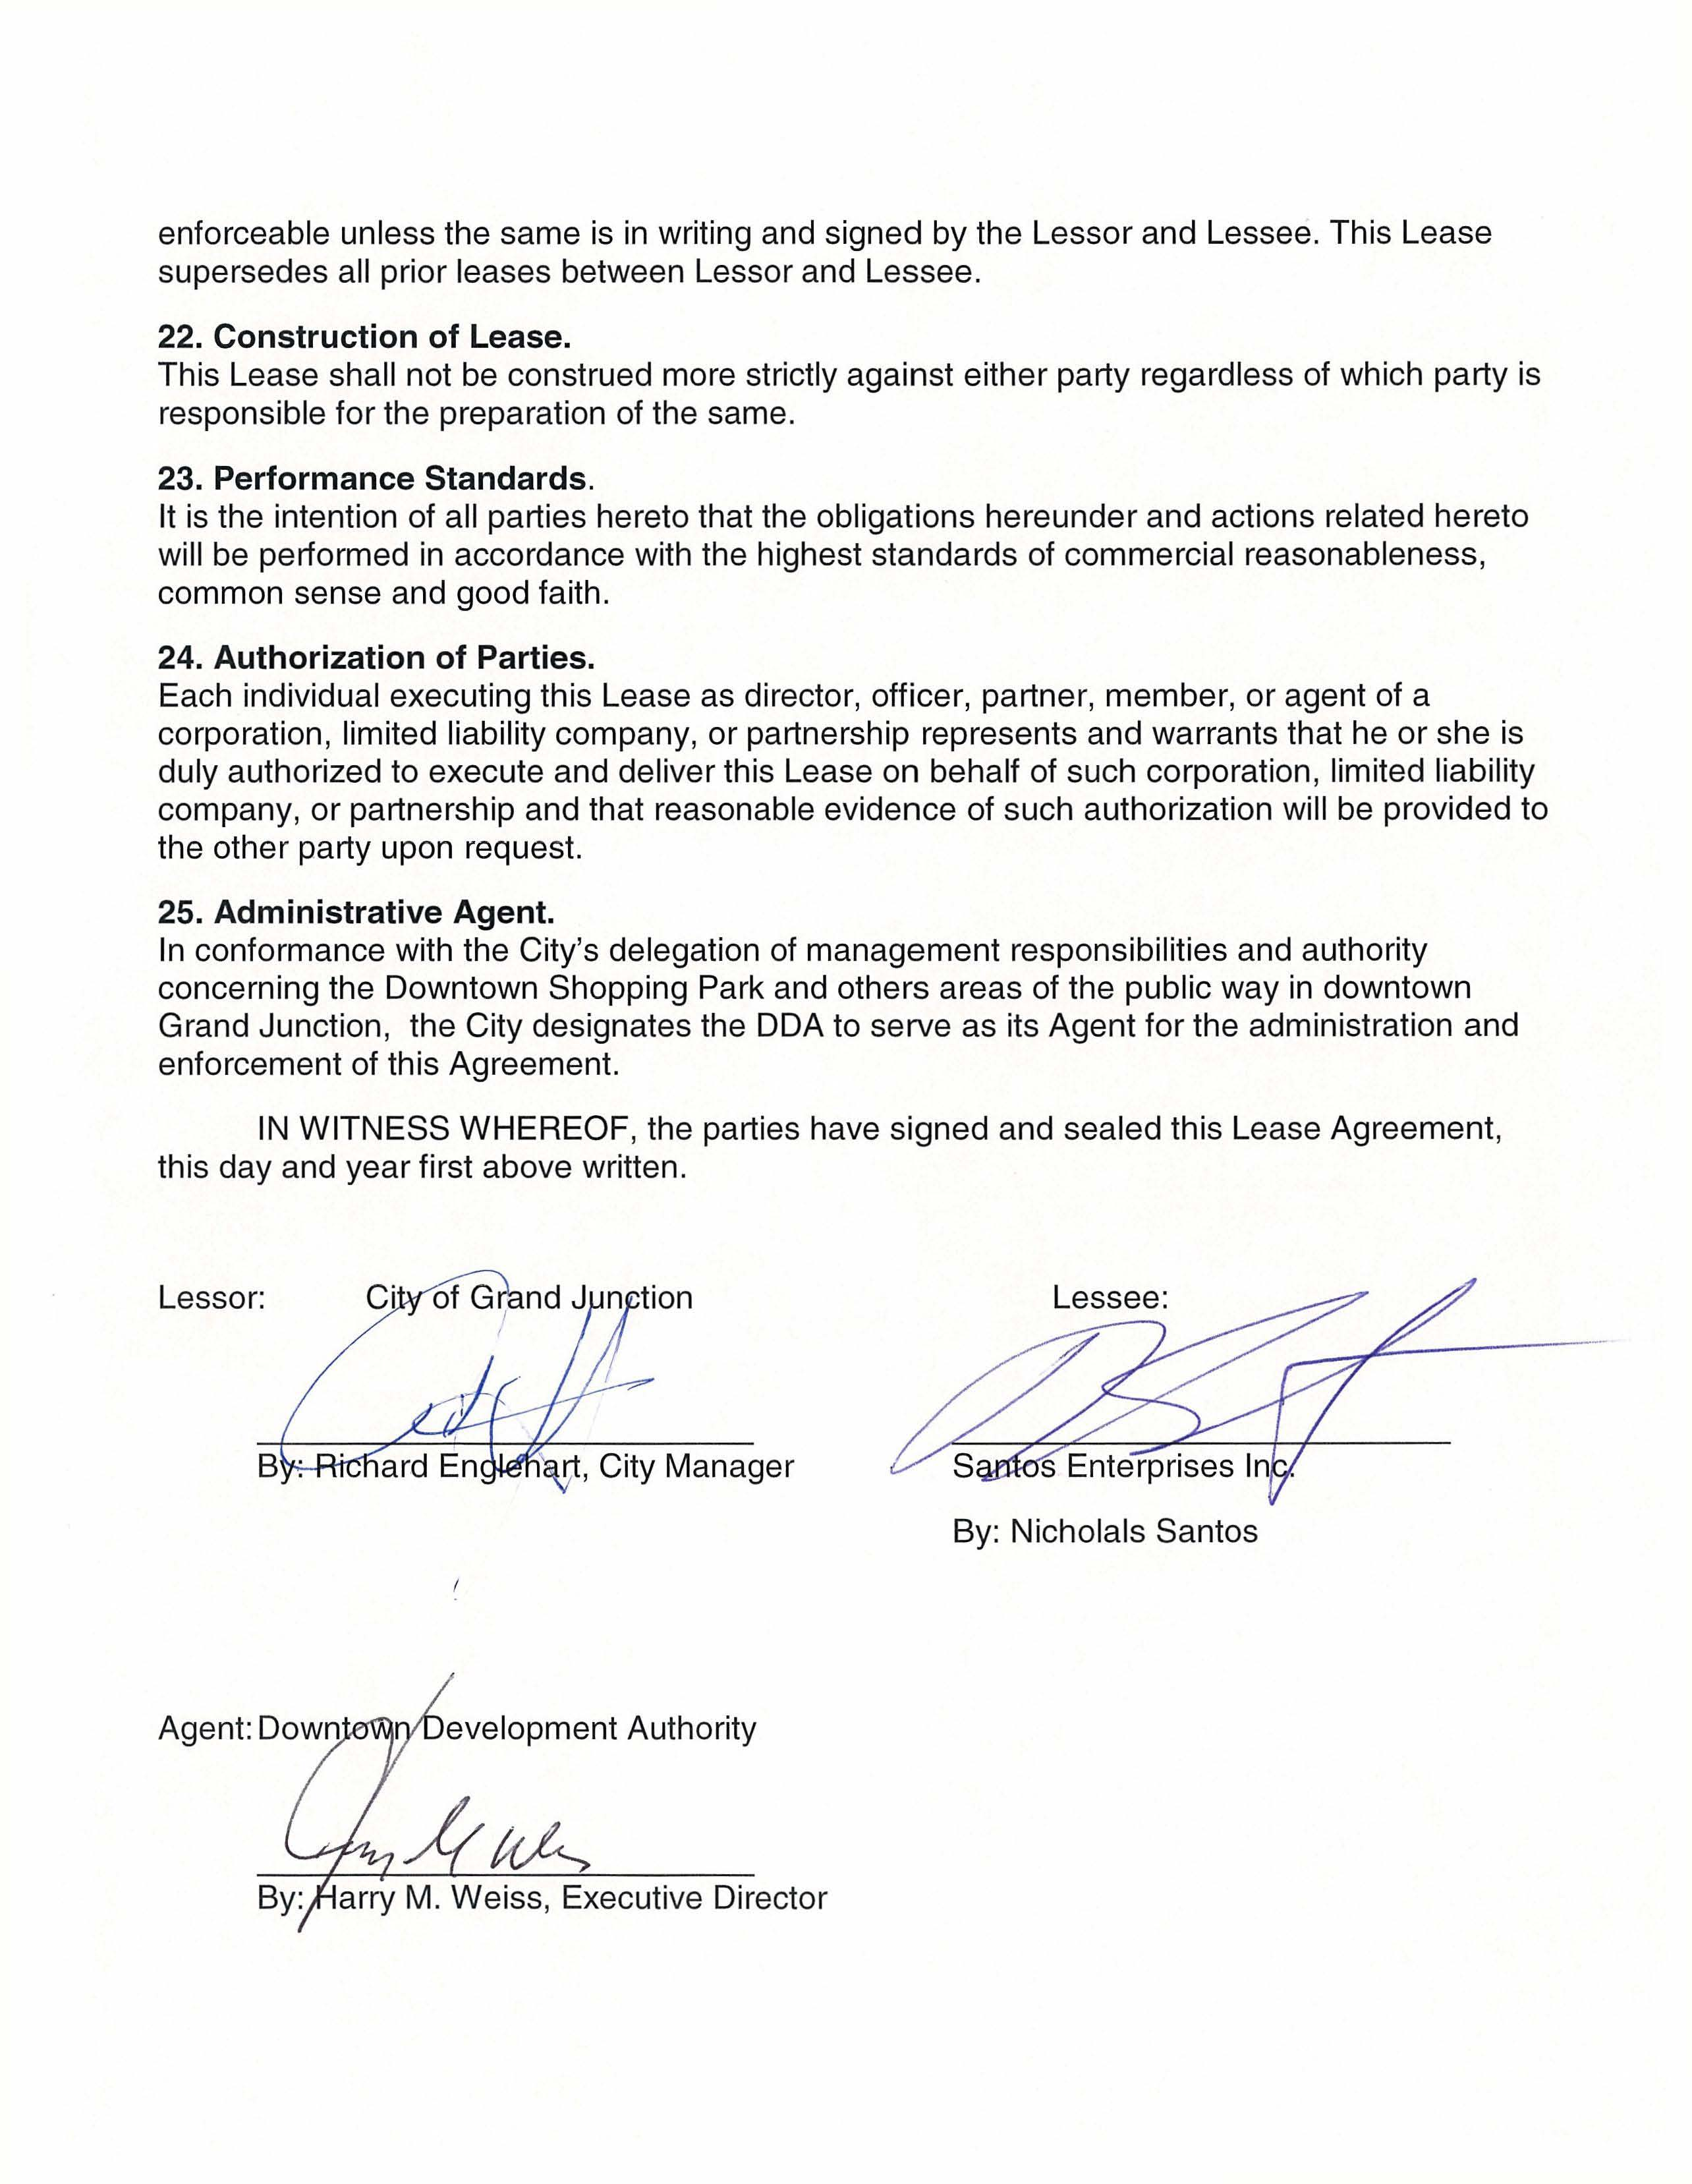 enforceable unless the same is in writing and signed by the Lessor and Lessee. This Lease
supersedes all prior leases between Lessor and Lessee.
22. Construction of Lease.
This Lease shall not be construed more strictly against either party regardless of which party is
responsible for the preparation of the same.
23. Performance Standards.
It is the intention of all parties hereto that the obligations hereunder and actions related hereto
will be performed in accordance with the highest standards of commercial reasonableness,
common sense and good faith.
24. Authorization of Parties.
Each individual executing this Lease as director, officer, partner, member, or agent of a
corporation, limited liability company, or partnership represents and warrants that he or she is
duly authorized to execute and deliver this Lease on behalf of such corporation, limited liability
company, or partnership and that reasonable evidence of such authorization will be provided to
the other party upon request.
25. Administrative Agent.
In conformance with the City's delegation of management responsibilities and authority
concerning the Downtown Shopping Park and others areas of the public way in downtown
Grand Junction, the City designates the DDA to serve as its Agent for the administration and
enforcement of this Agreement.
IN WITNESS WHEREOF, the parties have signed and sealed this Lease Agreement,
this day and year first above written.
Lessor: City of Grand Junction Lessee:
By: Richard Englehart, City Manager Santos Enterprises Inc.
By: Nicholals Santos
Agent: Downtown Development Authority
By: Harry M. Weiss, Executive Director